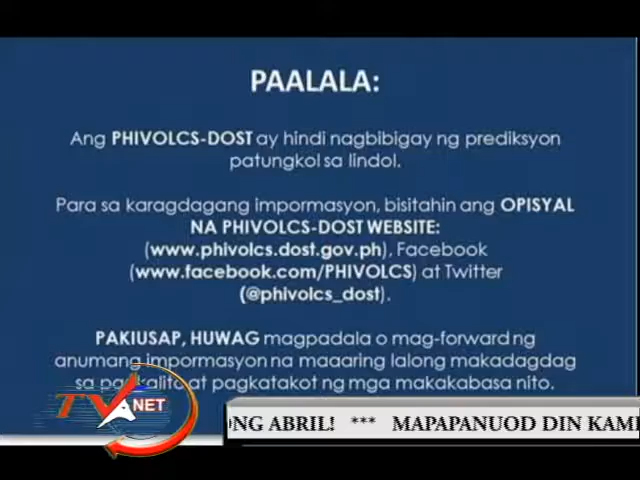 PAALALA:
Ang PHIVOLCS-DOST ay hindi nagbibigay ng prediksyon
patungkol sa lindol.
Para sa karagdagang impormasyon, bisitahin ang OPISYAL
NA PHIVOLCS-DOST WEBSITE:
(www.phivolcs.dost.gov.ph), Facebook
(www.facebook.com/PHIVOLCS) at Twitter
(@phivolcs_dost).
PAKIUSAP, HUWAG magpadala o mag-forward ng
anumang impormasyon na maaaring lalong makadagdag
sa pagkalito at pagkatakot ng mga makakabasa nito.
TV NET
ONG ABRIL! *** MAPAPANUOD DIN KAMI